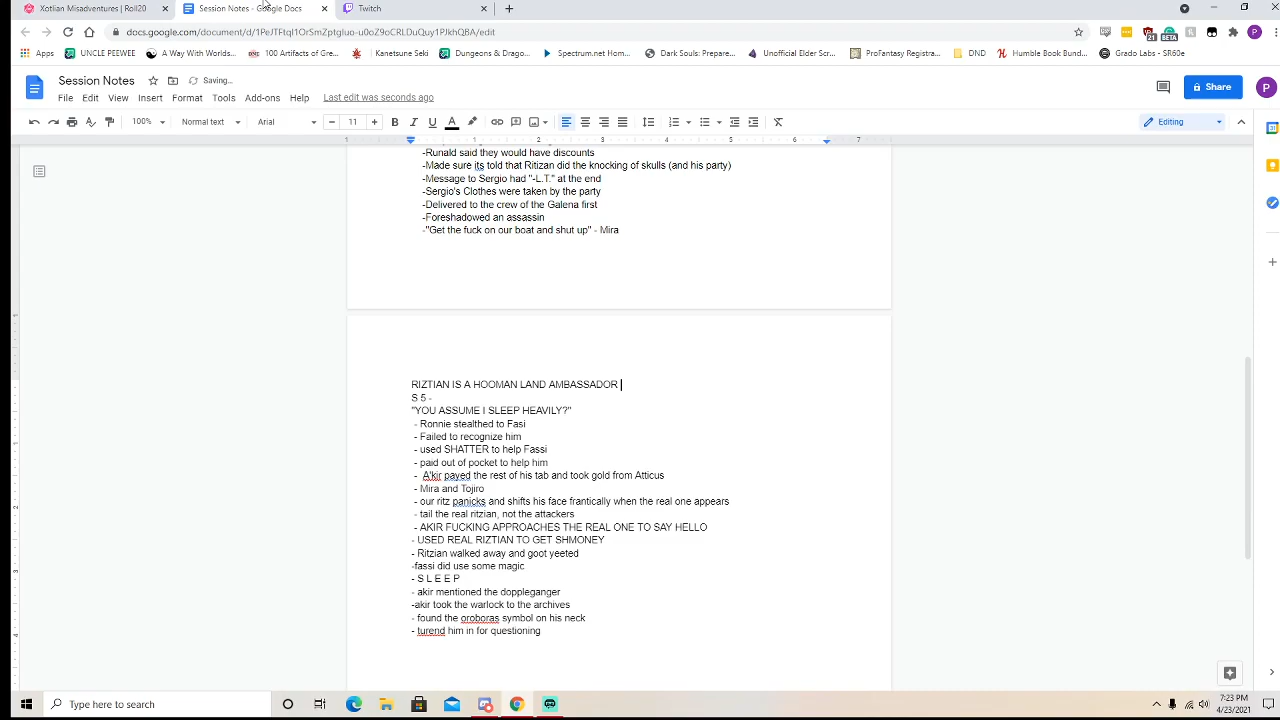 Xotlian Misadventures | Roll20
Session Notes - Google Docs
Twitch
docs.google.com/document/d/
/edit
Apps
UNCLE PEEWEE
A Way With Worlds...
100 Artifacts of Gre...
Kanetsune Seki
Dungeons & Drago...
Spectrum.net Hom...
Dark Souls: Prepare...
Unofficial Elder Scr...
ProFantasy Registra...
DND
Humble Book Bund...
Grado Labs - SR60e
Session Notes
Saving...
File Edit View Insert Format Tools Add-ons Help Last edit was seconds ago
Share
100% Normal text Arial 11 B I U A Editing
-Runald said they would have discounts
-Made sure its told that Ritizan did the knocking of skulls (and his party)
-Message to Sergio had "-L.T." at the end
-Sergio's Clothes were taken by the party
-Delivered to the crew of the Galena first
-Foreshadowed an assassin
-"Get the fuck on our boat and shut up" - Mira
RIZTIAN IS A HOOMAN LAND AMBASSADOR
S 5 -
"YOU ASSUME I SLEEP HEAVILY?"
- Ronnie stealthed to Fasi
- Failed to recognize him
- used SHATTER to help Fassi
- paid out of pocket to help him
- A'kir payed the rest of his tab and took gold from Atticus
- Mira and Tojiro
- our ritz panicks and shifts his face frantically when the real one appears
- tail the real ritzian, not the attackers
- AKIR FUCKING APPROACHES THE REAL ONE TO SAY HELLO
- USED REAL RIZTIAN TO GET SHMONEY
- Ritzian walked away and goot yeeted
-fassi did use some magic
- S L E E P
- akir mentioned the doppleganger
-akir took the warlock to the archives
- found the oroboras symbol on his neck
- turend him in for questioning
Type here to search
7:23 PM
4/23/2021